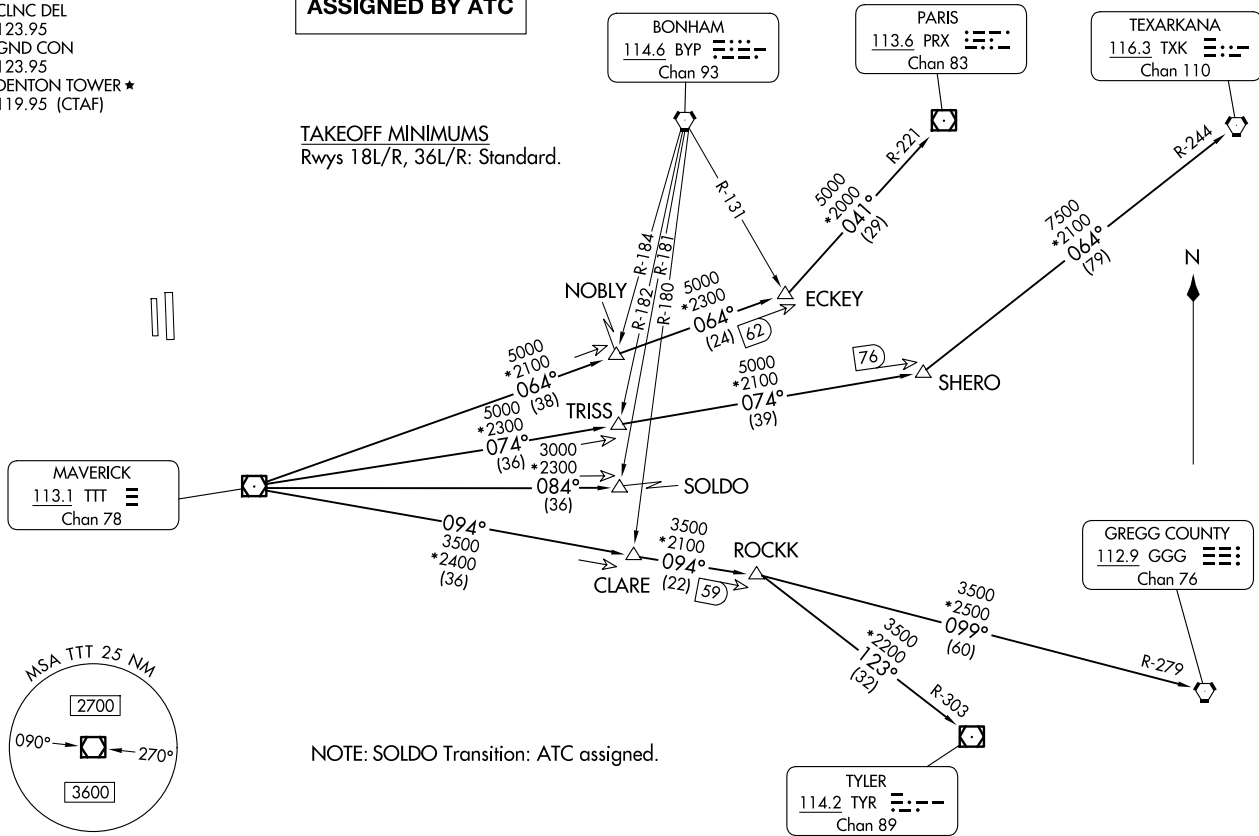 CLNC DEL
123.95
GND CON
123.95
DENTON TOWER ★
119.95 (CTAF)
ASSIGNED BY ATC
TAKEOFF MINIMUMS
Rwys 18L/R, 36L/R: Standard.
BONHAM
114.6 BYP
Chan 93
PARIS
113.6 PRX
Chan 83
TEXARKANA
116.3 TXK
Chan 110
R-221
R-244
R-131
5000
*2000
041°
(29)
7500
*2100
064°
(79)
N
R-184
R-182
R-181
R-180
NOBLY
5000
*2300
064°
(24)
62
ECKEY
5000
*2100
064°
(38)
TRISS
5000
*2100
074°
(39)
76
SHERO
5000
*2300
074°
(36)
3000
*2300
084°
(36)
SOLDO
MAVERICK
113.1 TTT
Chan 78
094°
3500
*2400
(36)
CLARE
3500
*2100
094°
(22)
59
ROCKK
GREGG COUNTY
112.9 GGG
Chan 76
3500
*2500
099°
(60)
R-279
3500
*2200
123°
(32)
R-303
MSA TTT 25 NM
2700
090°
270°
3600
NOTE: SOLDO Transition: ATC assigned.
TYLER
114.2 TYR
Chan 89